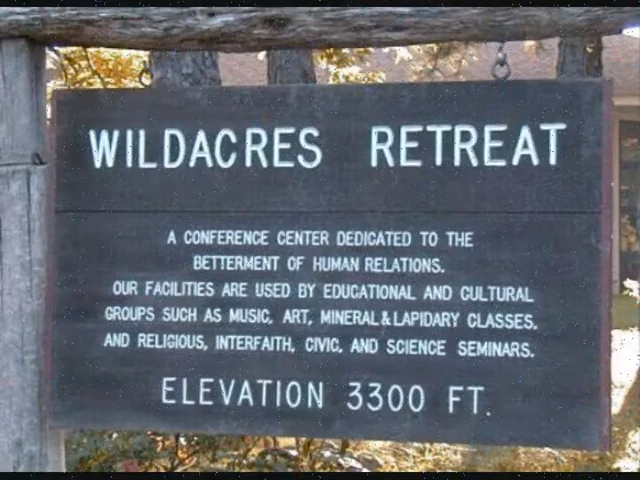 WILDACRES RETREAT
A CONFERENCE CENTER DEDICATED TO THE
BETTERMENT OF HUMAN RELATIONS.
OUR FACILITIES ARE USED BY EDUCATIONAL AND CULTURAL
GROUPS SUCH AS MUSIC, ART, MINERAL & LAPIDARY CLASSES,
AND RELIGIOUS, INTERFAITH, CIVIC, AND SCIENCE SEMINARS.
ELEVATION 3300 FT.